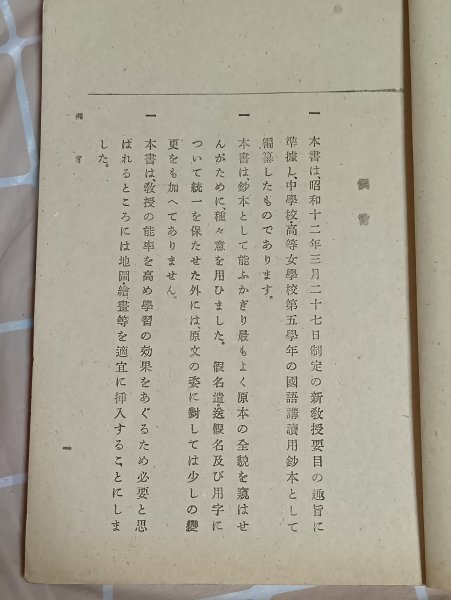 例言
一 本書は、昭和十二年三月二十七日制定の新敎授要目の趣旨に
準據し、中學校・高等女學校第五學年の國語講讀用鈔本として
編纂したものであります。
一 本書は、鈔本として能ふかぎり最もよく原本の全貌を窺はせ
んがために、種々意を用ひました。假名遣・送假名及び用字に
ついて統一を保たせた外には、原文の姿に對しては少しの變
更をも加へてありません。
一 本書は、敎授の能率を高め學習の効果をあぐるため必要と思
ばれるところには地圖・繪畫等を適宜に挿入することにしま
した。
例言
一